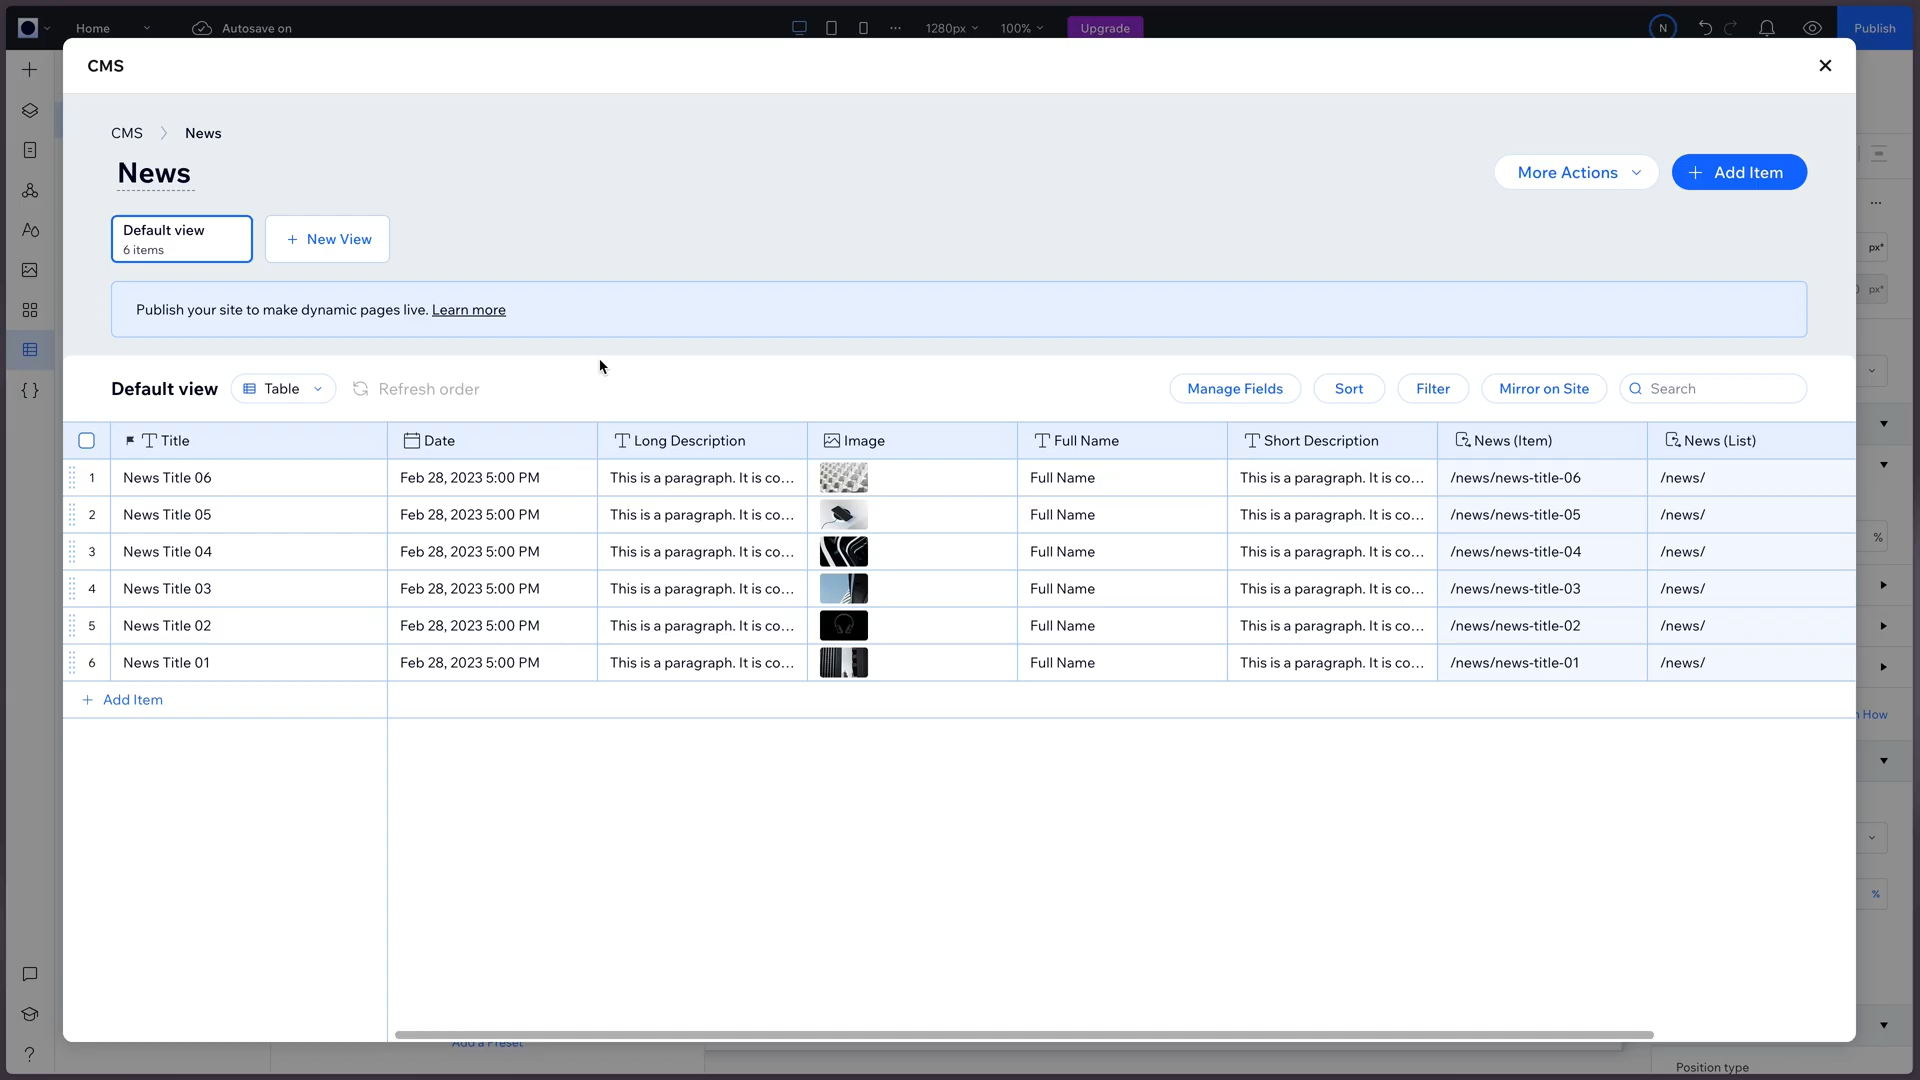 Home
Autosave on
1280px
100%
Upgrade
N
Publish
CMS
CMS
News
News
More Actions
Add Item
Default view
6 items
New View
Publish your site to make dynamic pages live. Learn more
Default view
Table
Refresh order
Manage Fields
Sort
Filter
Mirror on Site
Search
Title Date Long Description Image Full Name Short Description News (Item) News (List)
1 News Title 06 Feb 28, 2023 5:00 PM This is a paragraph. It is co... Full Name This is a paragraph. It is co... /news/news-title-06 /news/
2 News Title 05 Feb 28, 2023 5:00 PM This is a paragraph. It is co... Full Name This is a paragraph. It is co... /news/news-title-05 /news/
3 News Title 04 Feb 28, 2023 5:00 PM This is a paragraph. It is co... Full Name This is a paragraph. It is co... /news/news-title-04 /news/
4 News Title 03 Feb 28, 2023 5:00 PM This is a paragraph. It is co... Full Name This is a paragraph. It is co... /news/news-title-03 /news/
5 News Title 02 Feb 28, 2023 5:00 PM This is a paragraph. It is co... Full Name This is a paragraph. It is co... /news/news-title-02 /news/
6 News Title 01 Feb 28, 2023 5:00 PM This is a paragraph. It is co... Full Name This is a paragraph. It is co... /news/news-title-01 /news/
Add Item
px*
px*
%
How
%
Add a Preset
Position type